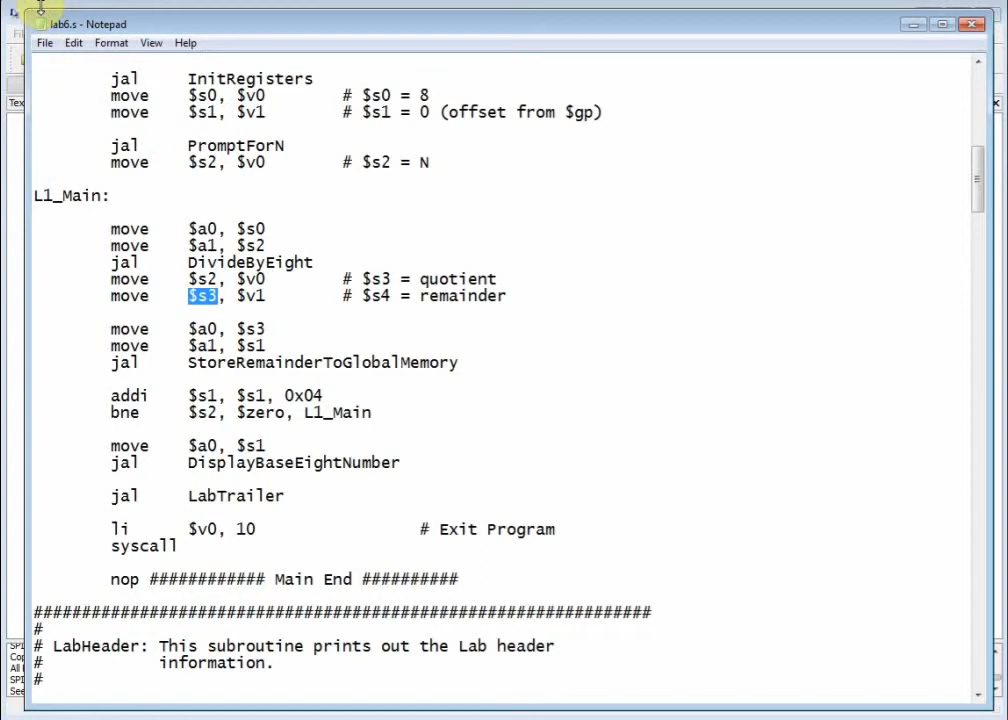 lab6.s - Notepad
File Edit Format View Help
jal InitRegisters
move $s0, $v0 # $s0 = 8
move $s1, $v1 # $s1 = 0 (offset from $gp)
jal PromptForN
move $s2, $v0 # $s2 = N
L1_Main:
move $a0, $s0
move $a1, $s2
jal DivideByEight
move $s2, $v0 # $s3 = quotient
move $s3, $v1 # $s4 = remainder
move $a0, $s3
move $a1, $s1
jal StoreRemainderToGlobalMemory
addi $s1, $s1, 0x04
bne $s2, $zero, L1_Main
move $a0, $s1
jal DisplayBaseEightNumber
jal LabTrailer
li $v0, 10 # Exit Program
syscall
nop ############ Main End ##########
################################################################
#
# LabHeader: This subroutine prints out the Lab header
# information.
#